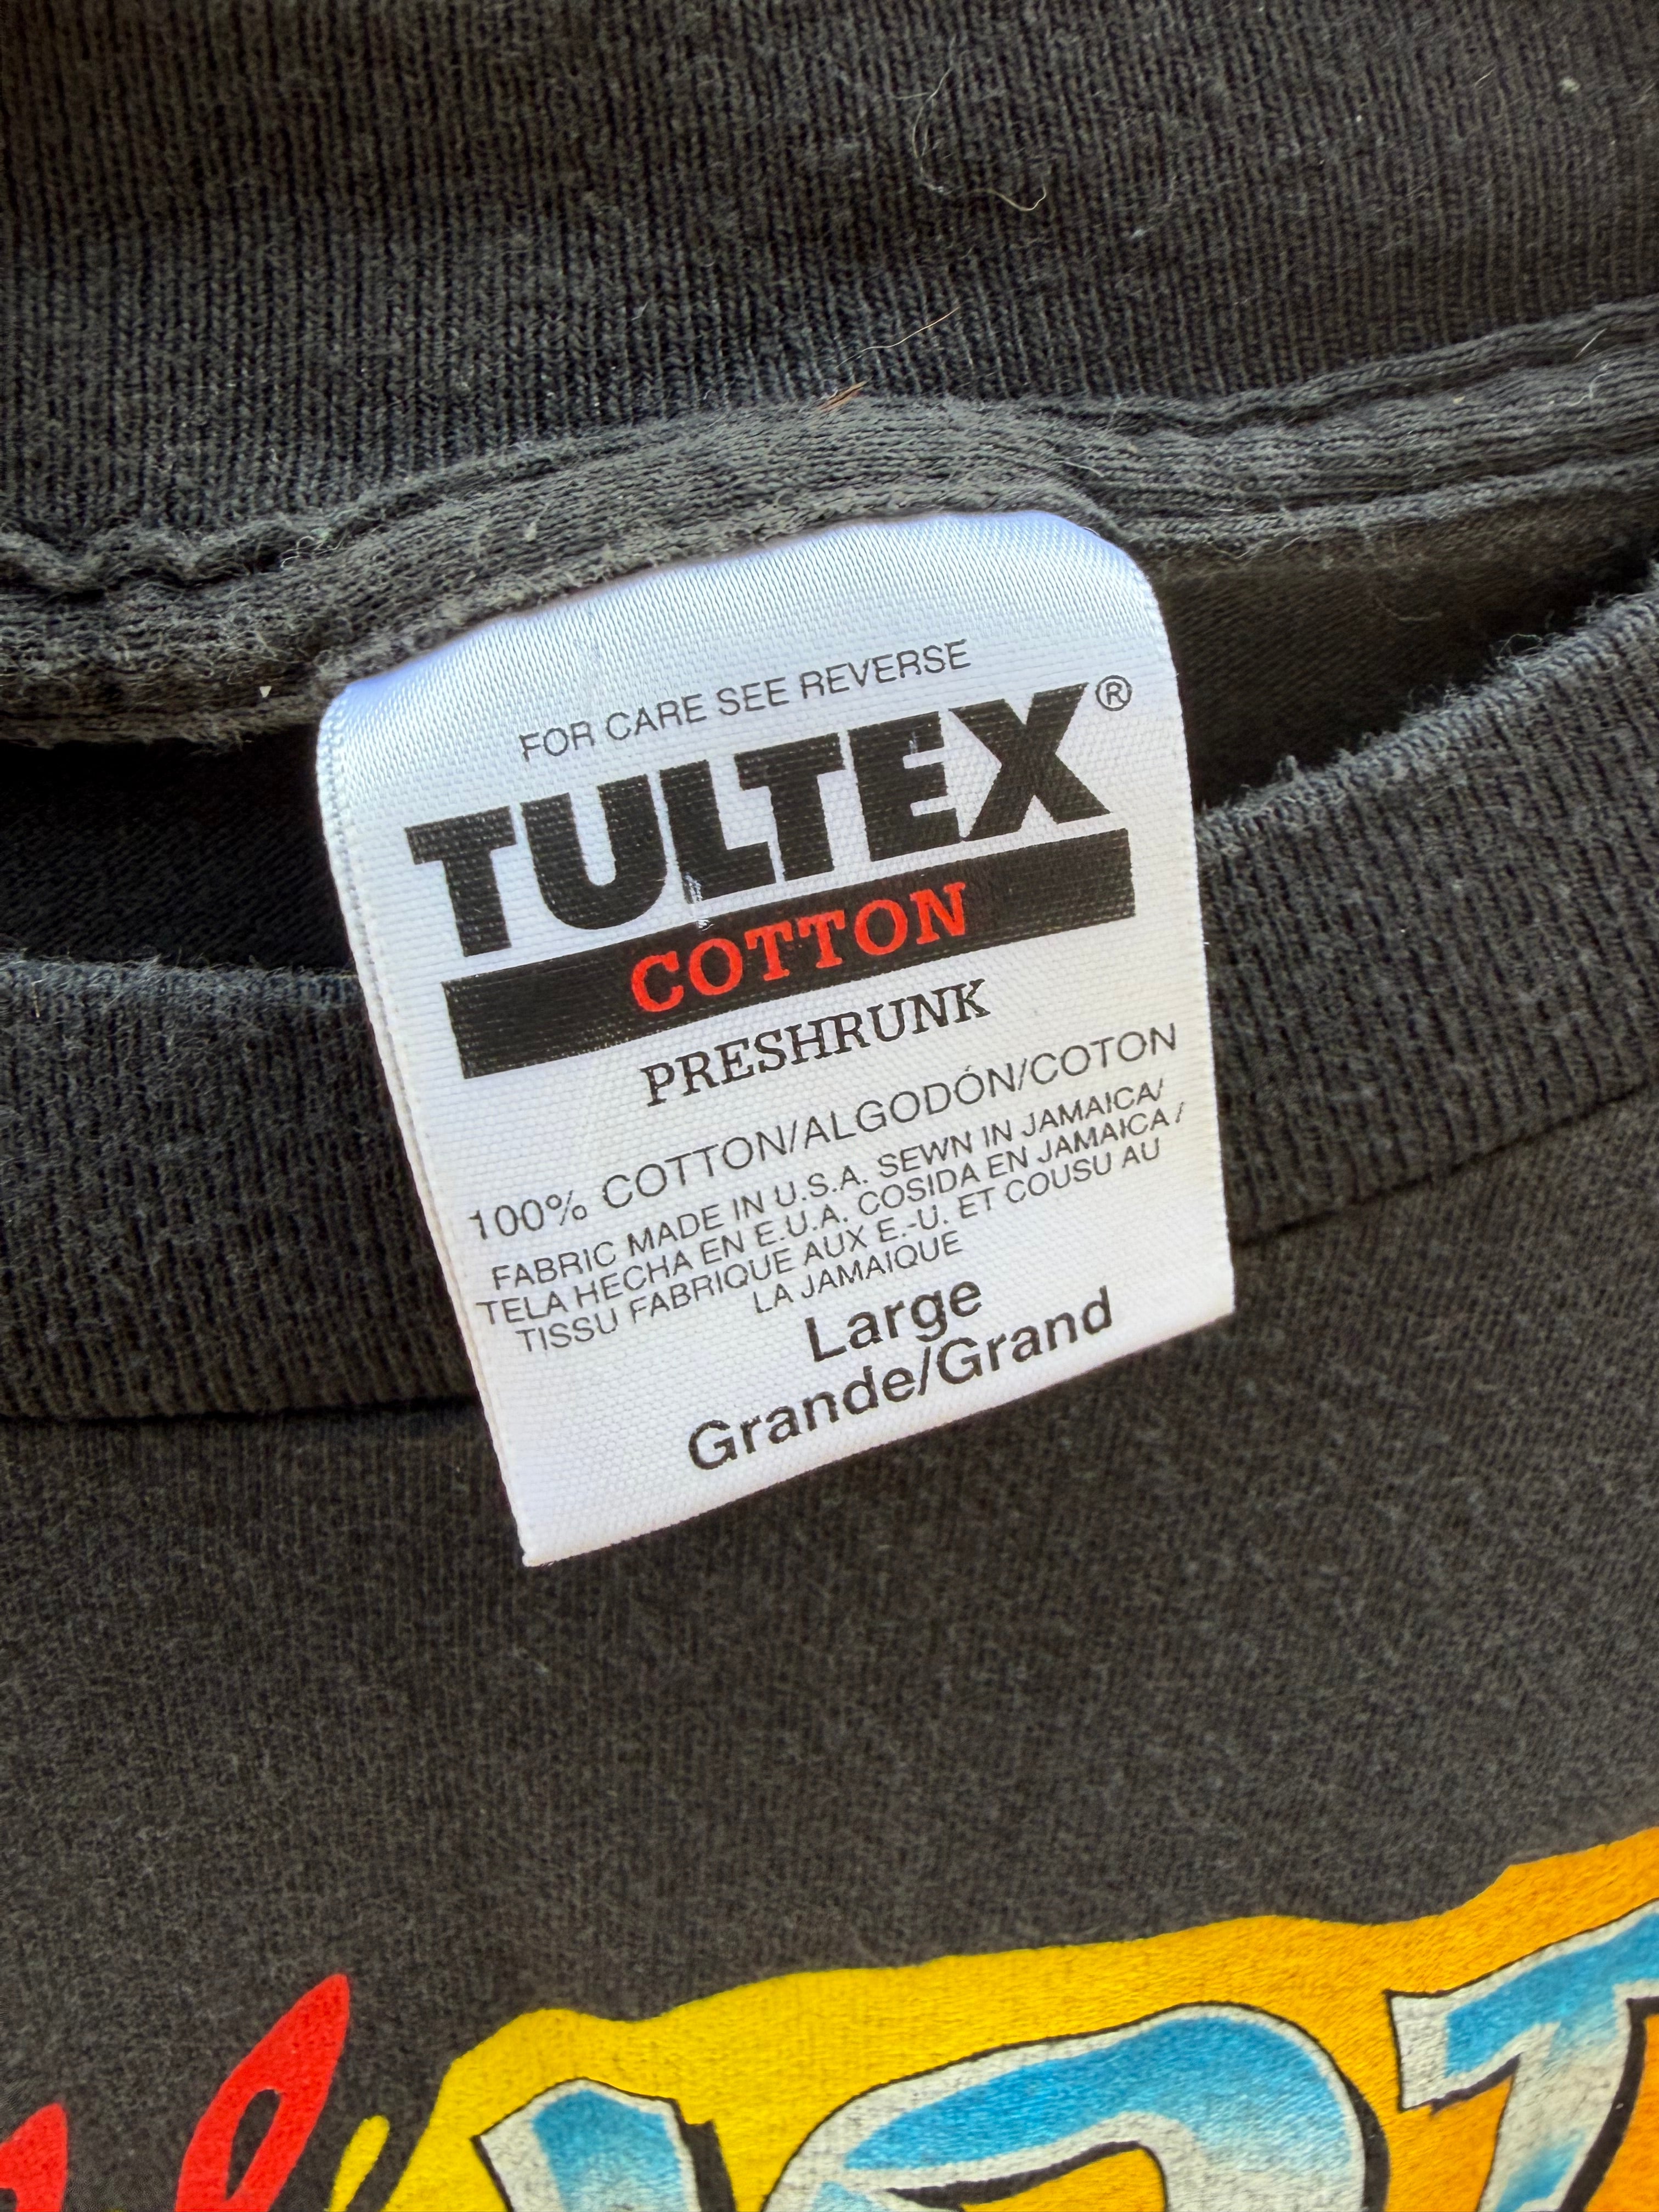 FOR CARE SEE REVERSE
TULTEX®
COTTON
PRESHRUNK
100% COTTON/ALGODÓN/COTON
FABRIC MADE IN U.S.A. SEWN IN JAMAICA/
TELA HECHA EN E.U.A. COSIDA EN JAMAICA /
TISSU FABRIQUE AUX E.-U. ET COUSU AU
LA JAMAIQUE
Large
Grande/Grand